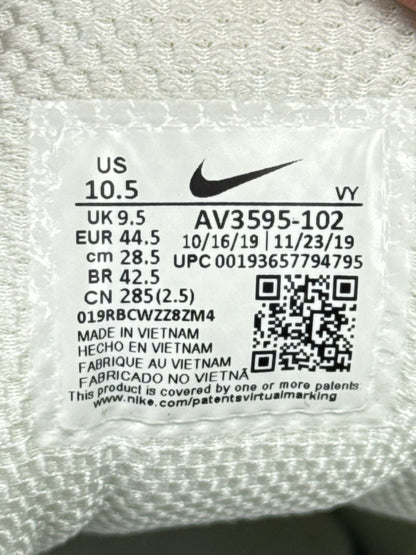 US
10.5
VY
UK 9.5
EUR 44.5
cm 28.5
BR 42.5
CN 285(2.5)
AV3595-102
10/16/19 | 11/23/19
UPC 00193657794795
019RBCWZZ8ZM4
MADE IN VIETNAM
HECHO EN VIETNAM
FABRIQUE AU VIETNAM
FABRICADO NO VIETNÃ
This product is covered by one or more patents
www.nike.com/patentsvirtualmarking